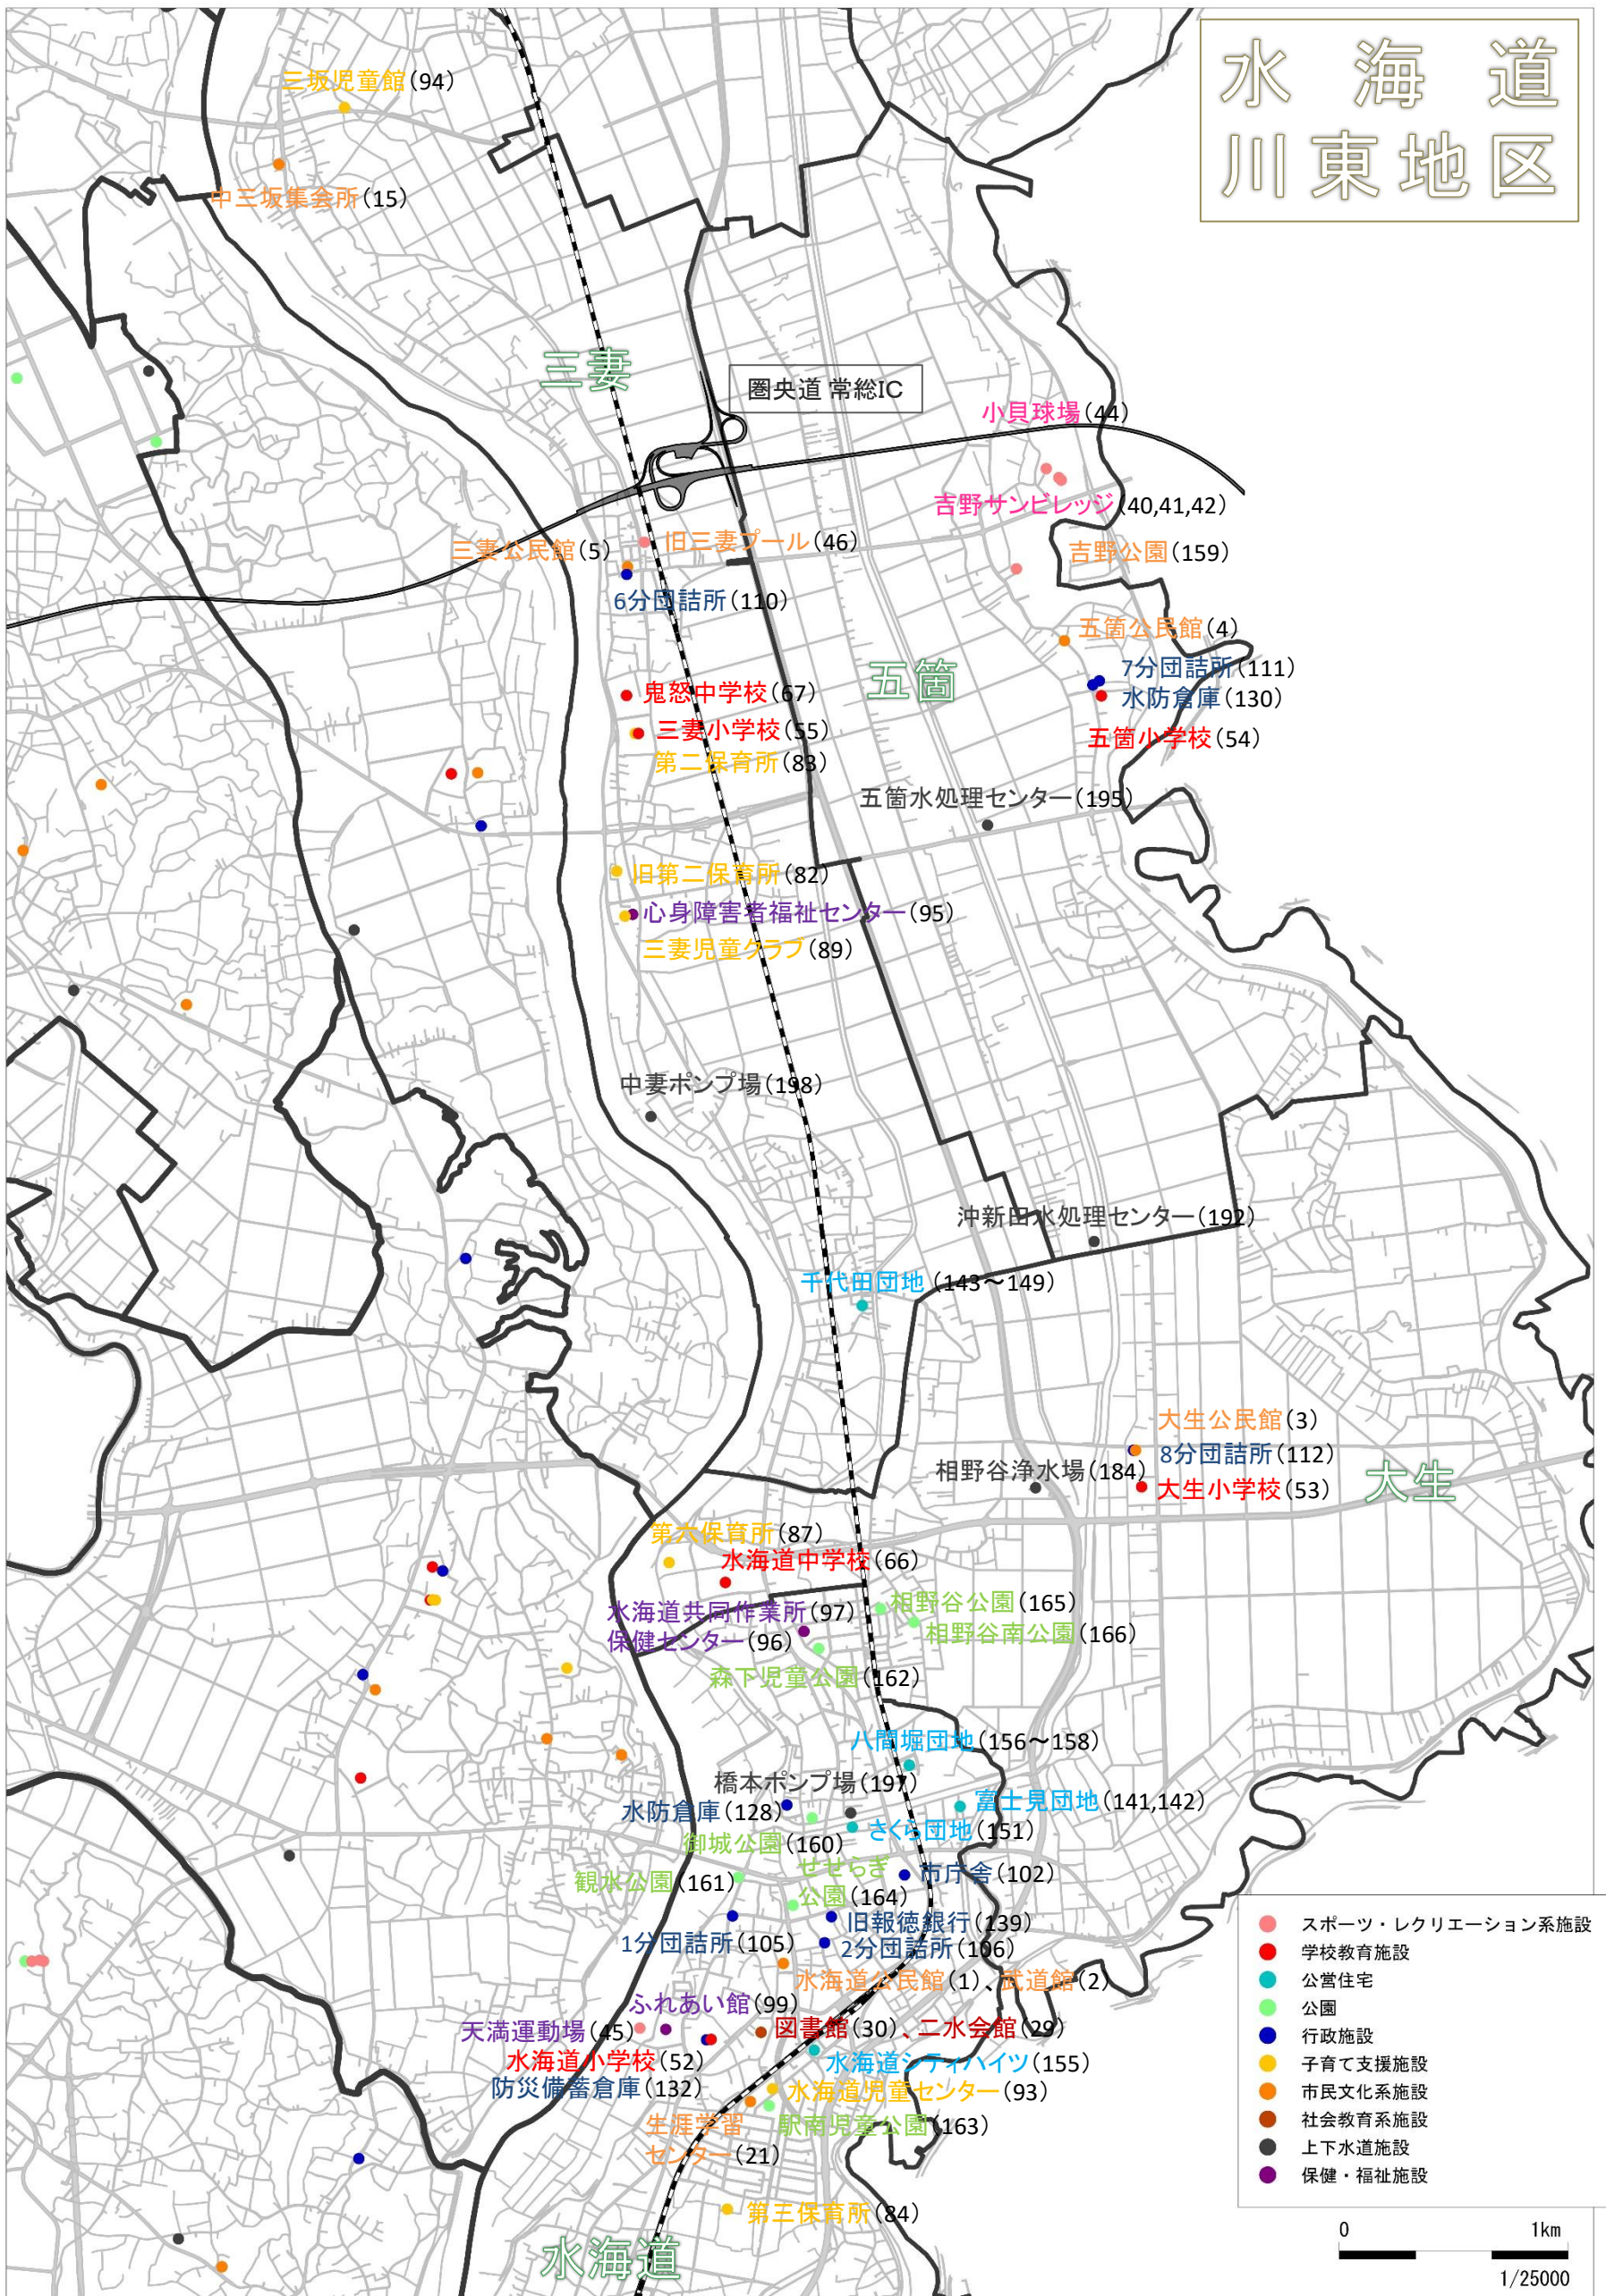 水海道
川東地区
三坂児童館(94)
中三坂集会所(15)
三妻
圏央道 常総IC
小貝球場(44)
吉野サンビレッジ(40,41,42)
三妻公民館(5)
旧三妻プール(46)
吉野公園(159)
6分団詰所(110)
五箇公民館(4)
五箇
7分団詰所(111)
水防倉庫(130)
鬼怒中学校(67)
三妻小学校(55)
五箇小学校(54)
第二保育所(83)
五箇水処理センター(195)
旧第二保育所(82)
心身障害者福祉センター(95)
三妻児童クラブ(89)
中妻ポンプ場(198)
沖新田水処理センター(192)
千代田団地(143～149)
大生公民館(3)
8分団詰所(112)
相野谷浄水場(184)
大生小学校(53)
大生
第六保育所(87)
水海道中学校(66)
水海道共同作業所(97)
保健センター(96)
相野谷公園(165)
相野谷南公園(166)
森下児童公園(162)
八間堀団地(156～158)
橋本ポンプ場(197)
水防倉庫(128)
富士見団地(141,142)
さくら団地(151)
御城公園(160)
せせらぎ
公園(164)
観水公園(161)
市庁舎(102)
旧報徳銀行(139)
1分団詰所(105)
2分団詰所(106)
水海道公民館(1)、武道館(2)
ふれあい館(99)
天満運動場(45)
図書館(30)、二水会館(29)
水海道小学校(52)
水海道シティハイツ(155)
防災備蓄倉庫(132)
水海道児童センター(93)
生涯学習
センター(21)
駅南児童公園(163)
第三保育所(84)
水海道
スポーツ・レクリエーション系施設
学校教育施設
公営住宅
公園
行政施設
子育て支援施設
市民文化系施設
社会教育系施設
上下水道施設
保健・福祉施設
0 1km
1/25000